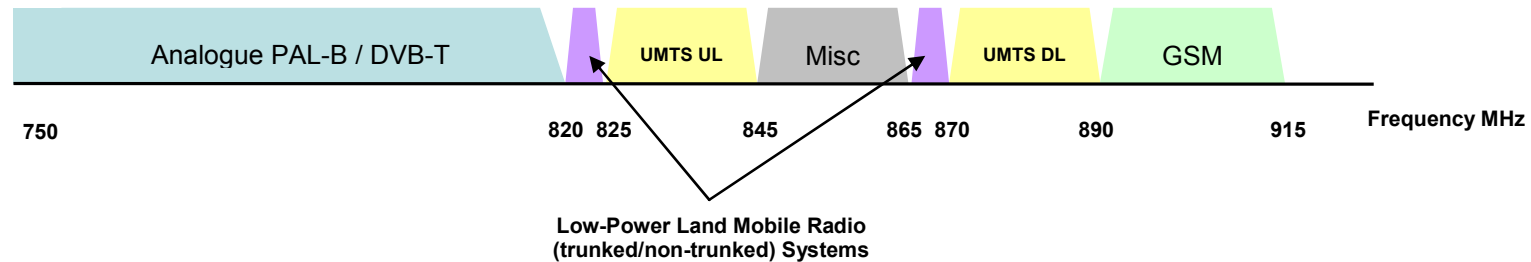 Analogue PAL-B / DVB-T
UMTS UL
Misc
UMTS DL
GSM
750
820
825
845
865
870
890
915
Frequency MHz
Low-Power Land Mobile Radio
(trunked/non-trunked) Systems